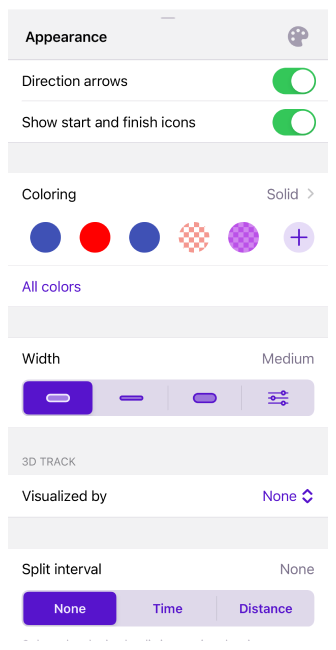 Appearance
Direction arrows
Show start and finish icons
Coloring Solid
All colors
Width Medium
3D TRACK
Visualized by None
Split interval None
None Time Distance